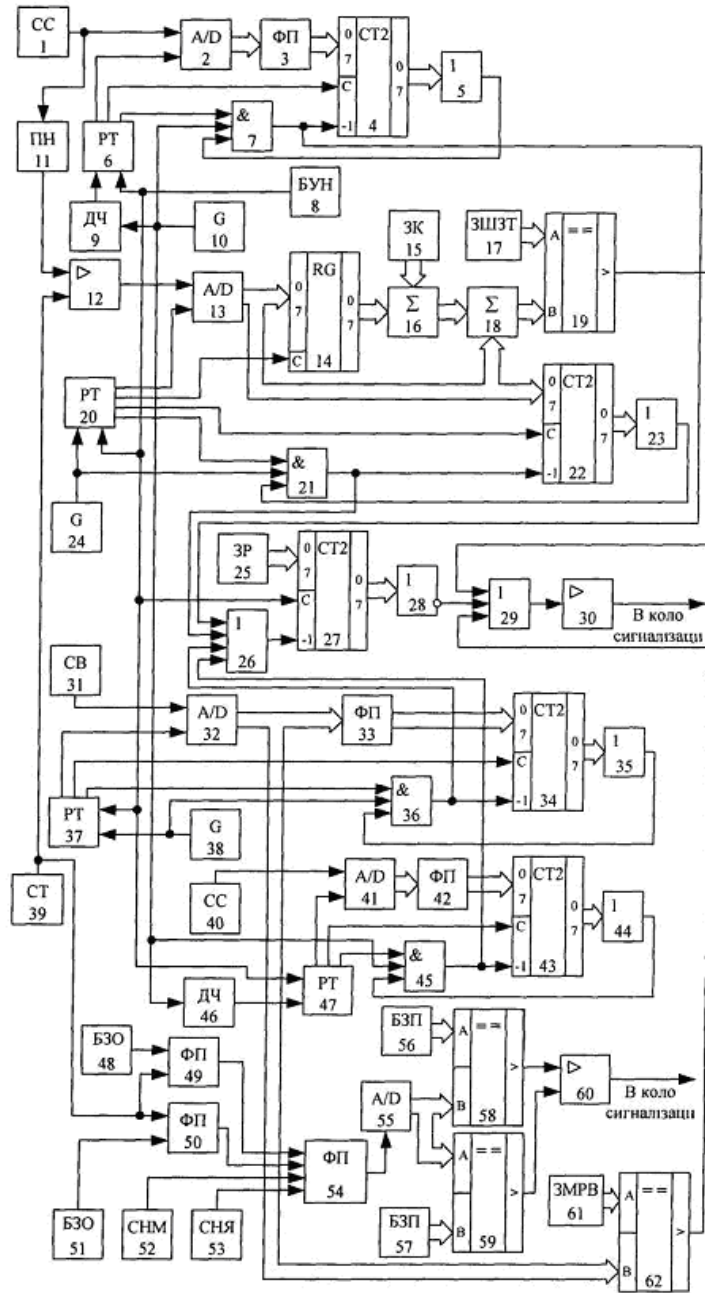 СС
1
A/D
2
ФП
3
0
7
C
-1
СТ2
4
0
7
1
5
ПН
11
РТ
6
&
7
БУН
8
ДЧ
9
G
10
▷
12
A/D
13
0
7
C
RG
14
0
7
ЗК
15
Σ
16
ЗШЗТ
17
Σ
18
A
B
==
19
>
РТ
20
&
21
0
7
C
-1
СТ2
22
0
7
1
23
G
24
ЗР
25
1
26
0
7
C
-1
СТ2
27
0
7
1
28
1
29
▷
30
В коло
сигналізаци
СВ
31
A/D
32
ФП
33
0
7
C
-1
СТ2
34
0
7
1
35
&
36
РТ
37
G
38
СТ
39
СС
40
A/D
41
ФП
42
0
7
C
-1
СТ2
43
0
7
1
44
&
45
ДЧ
46
РТ
47
БЗО
48
ФП
49
ФП
50
БЗО
51
СНМ
52
СНЯ
53
ФП
54
A/D
55
БЗП
56
БЗП
57
A
B
==
58
>
A
B
==
59
>
▷
60
В коло
сигналізаци
ЗМРВ
61
A
B
==
62
>